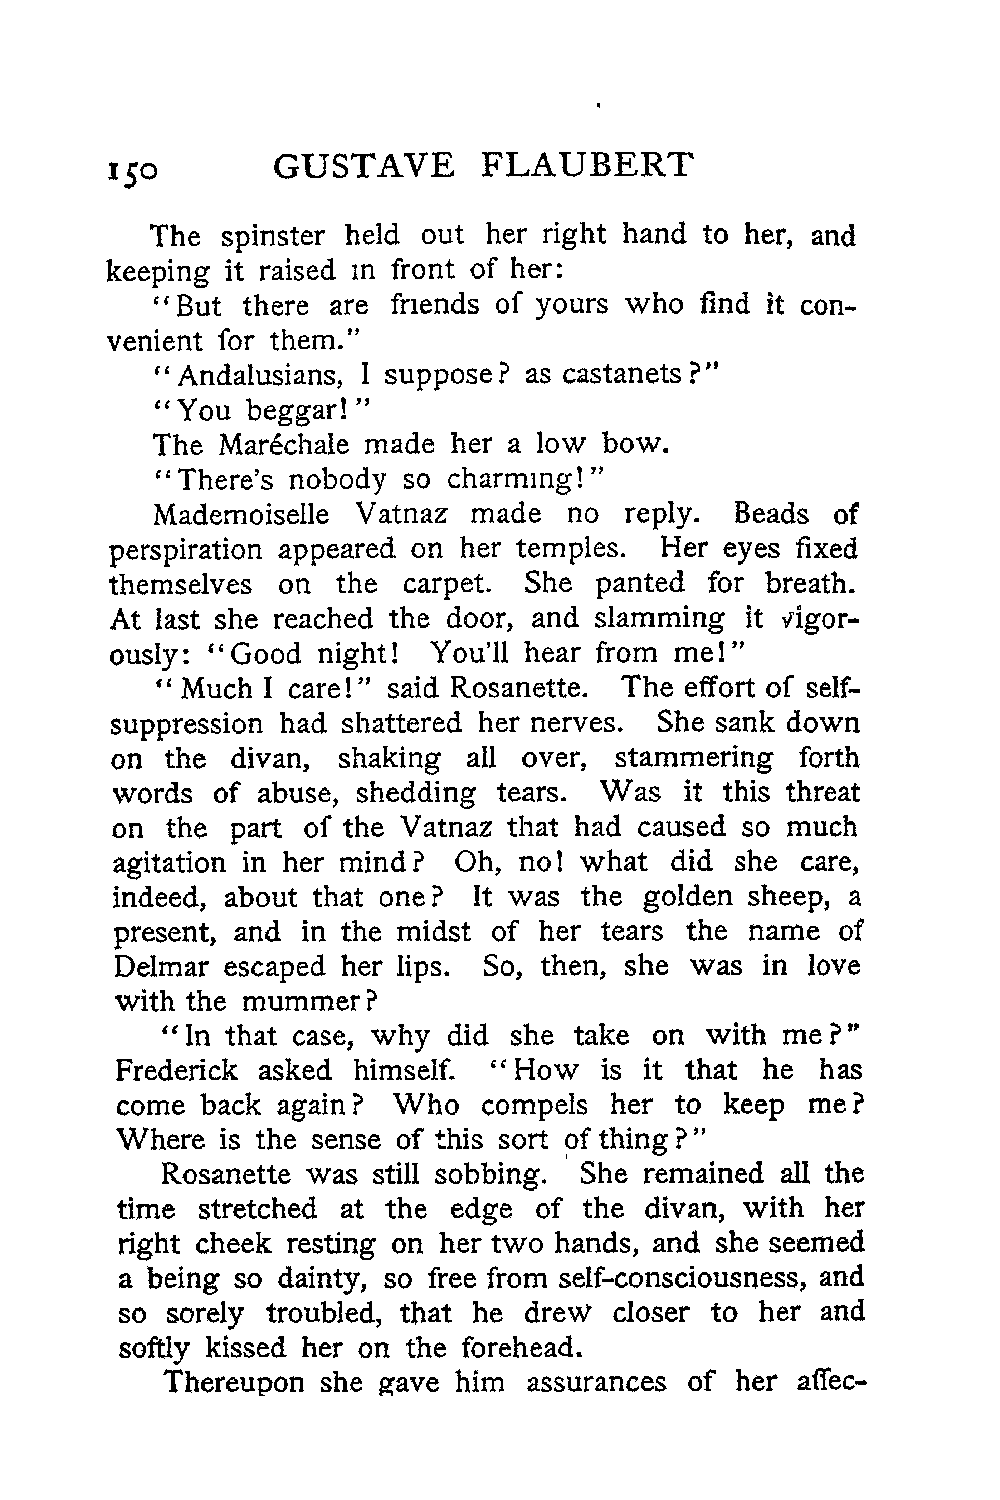 150 GUSTAVE FLAUBERT
The spinster held out her right hand to her, and
keeping it raised in front of her:
"But there are friends of yours who find it con-
venient for them."
"Andalusians, I suppose? as castanets?"
"You beggar!"
The Maréchale made her a low bow.
"There's nobody so charming!"
Mademoiselle Vatnaz made no reply. Beads of
perspiration appeared on her temples. Her eyes fixed
themselves on the carpet. She panted for breath.
At last she reached the door, and slamming it vigor-
ously: "Good night! You'll hear from me!"
"Much I care!" said Rosanette. The effort of self-
suppression had shattered her nerves. She sank down
on the divan, shaking all over, stammering forth
words of abuse, shedding tears. Was it this threat
on the part of the Vatnaz that had caused so much
agitation in her mind? Oh, no! what did she care,
indeed, about that one? It was the golden sheep, a
present, and in the midst of her tears the name of
Delmar escaped her lips. So, then, she was in love
with the mummer?
"In that case, why did she take on with me?"
Frederick asked himself. "How is it that he has
come back again? Who compels her to keep me?
Where is the sense of this sort of thing?"
Rosanette was still sobbing. She remained all the
time stretched at the edge of the divan, with her
right cheek resting on her two hands, and she seemed
a being so dainty, so free from self-consciousness, and
so sorely troubled, that he drew closer to her and
softly kissed her on the forehead.
Thereupon she gave him assurances of her affec-